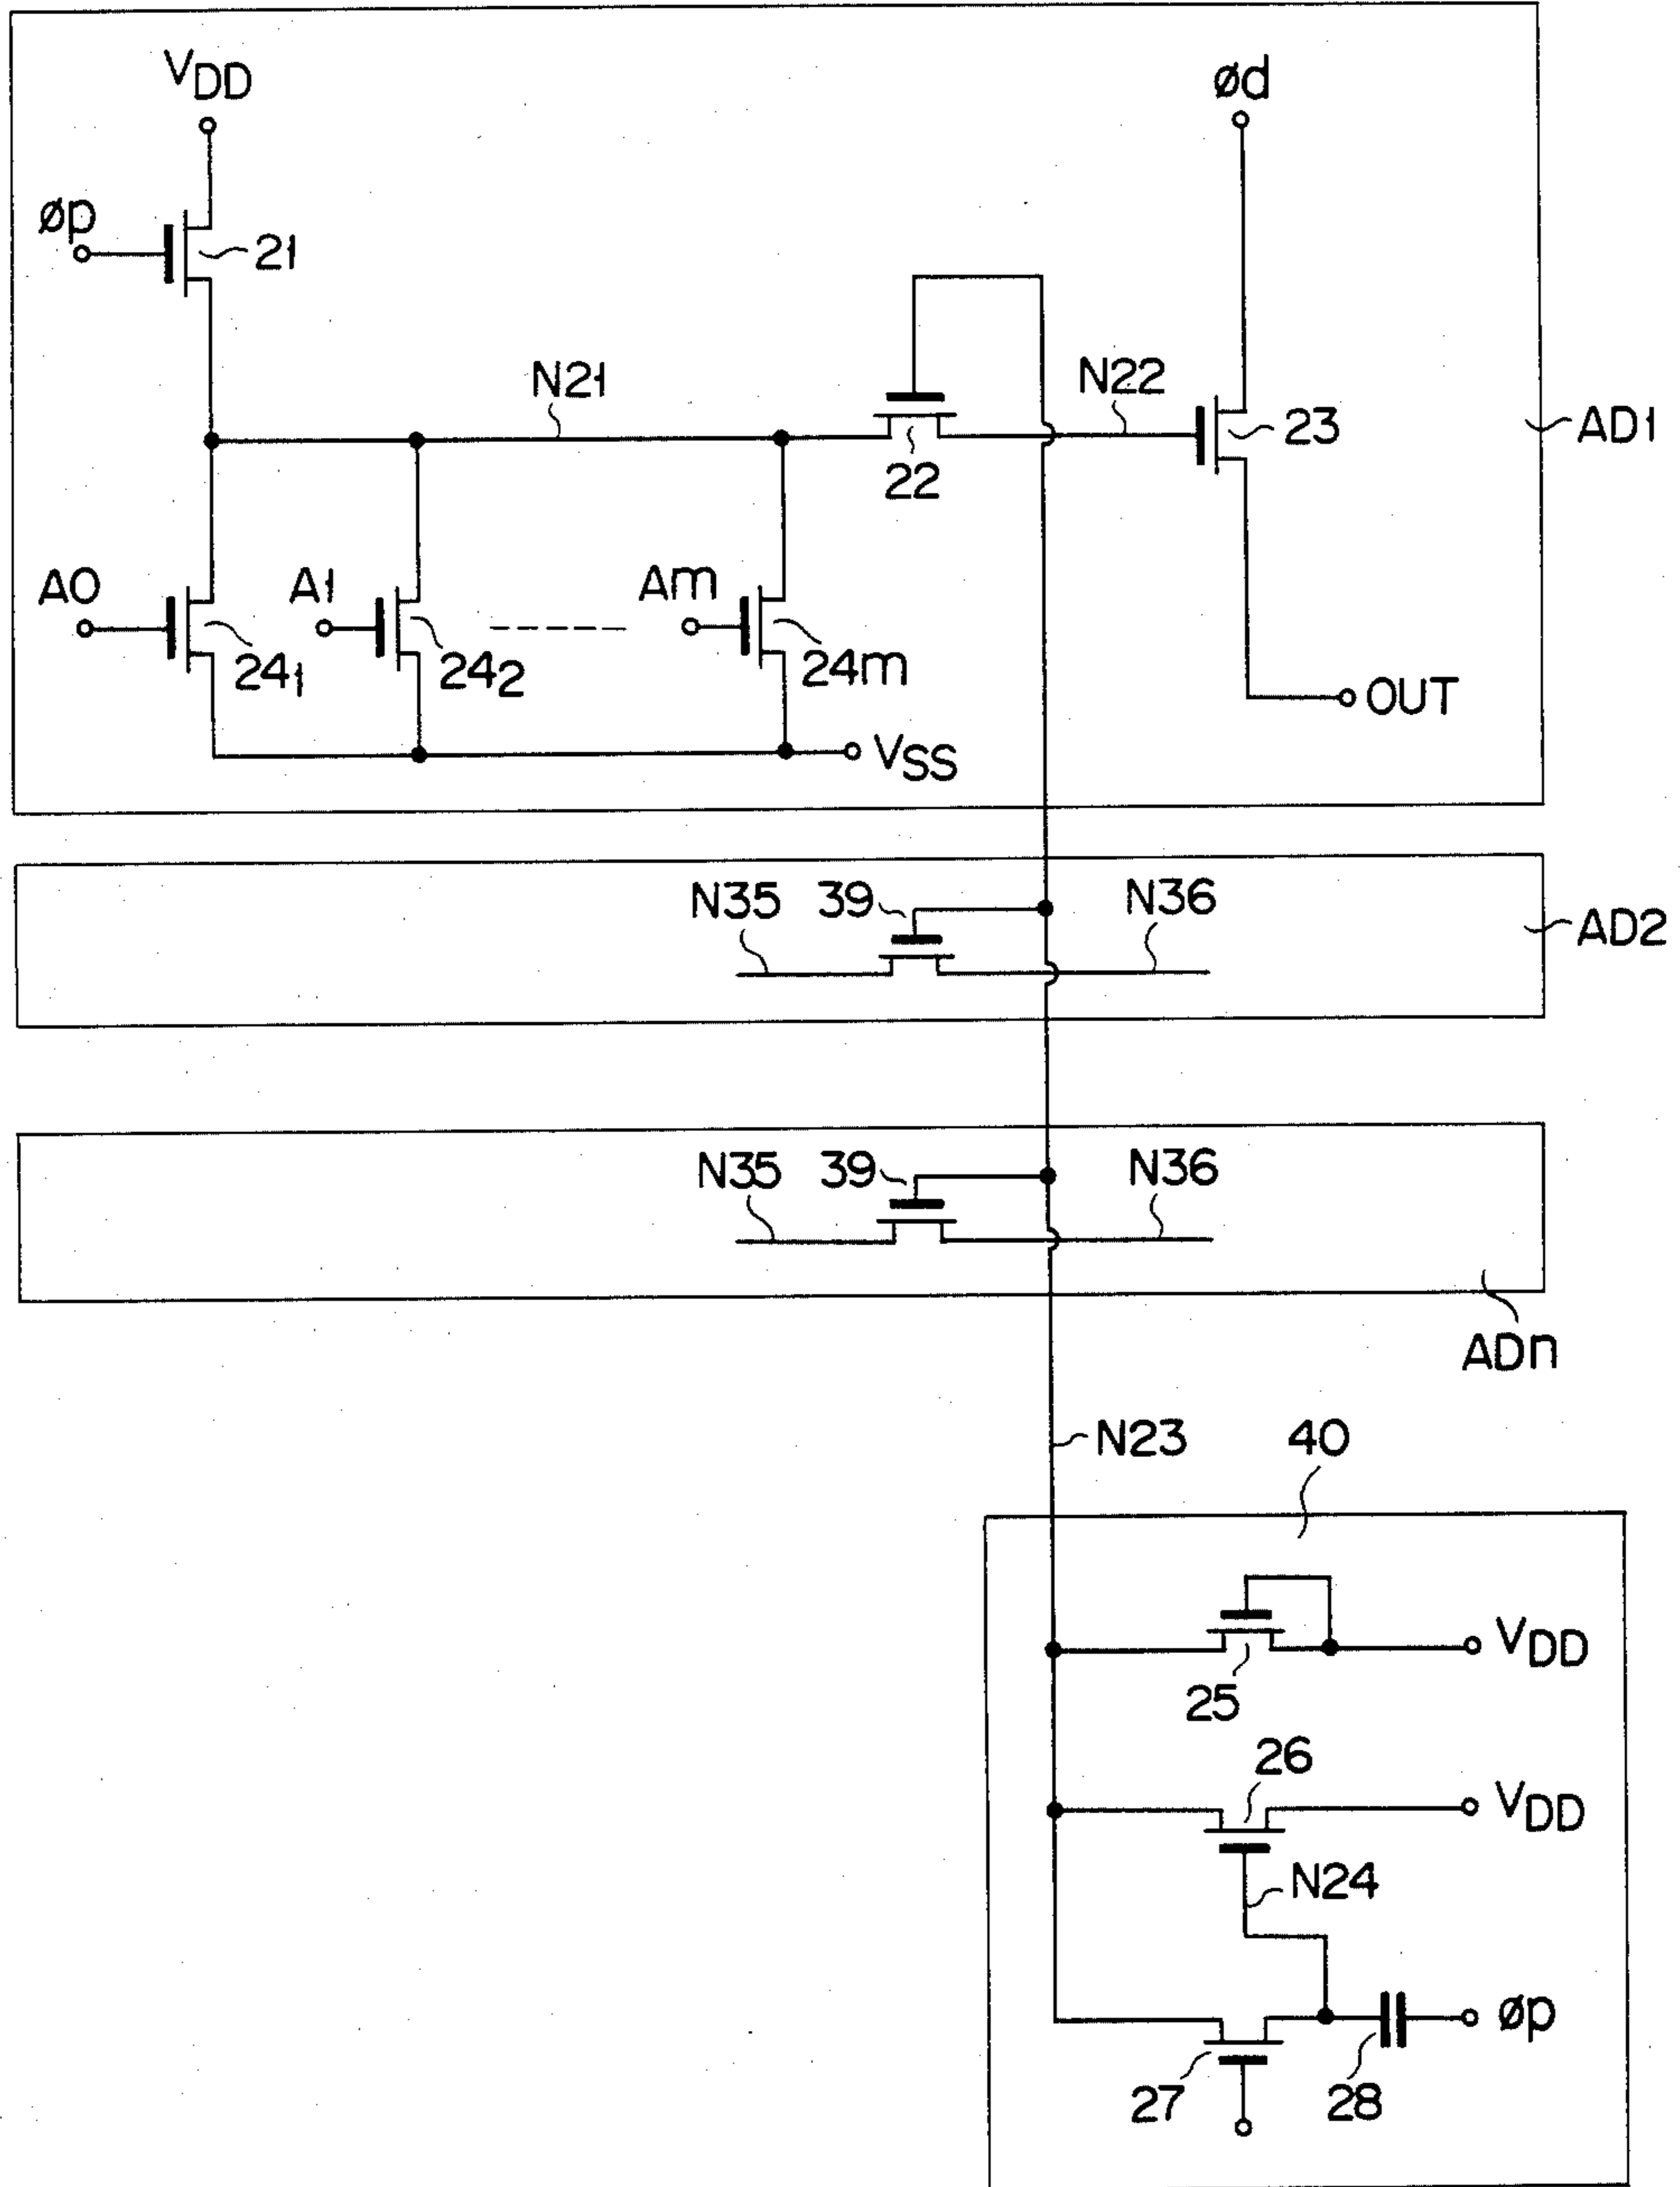 VDD
ød
øp
21
N21
N22
22
23
AD1
A0
A1
Am
24₁
24₂
24m
OUT
VSS
N35
39
N36
AD2
N35
39
N36
ADn
N23
40
VDD
25
26
VDD
N24
øp
27
28